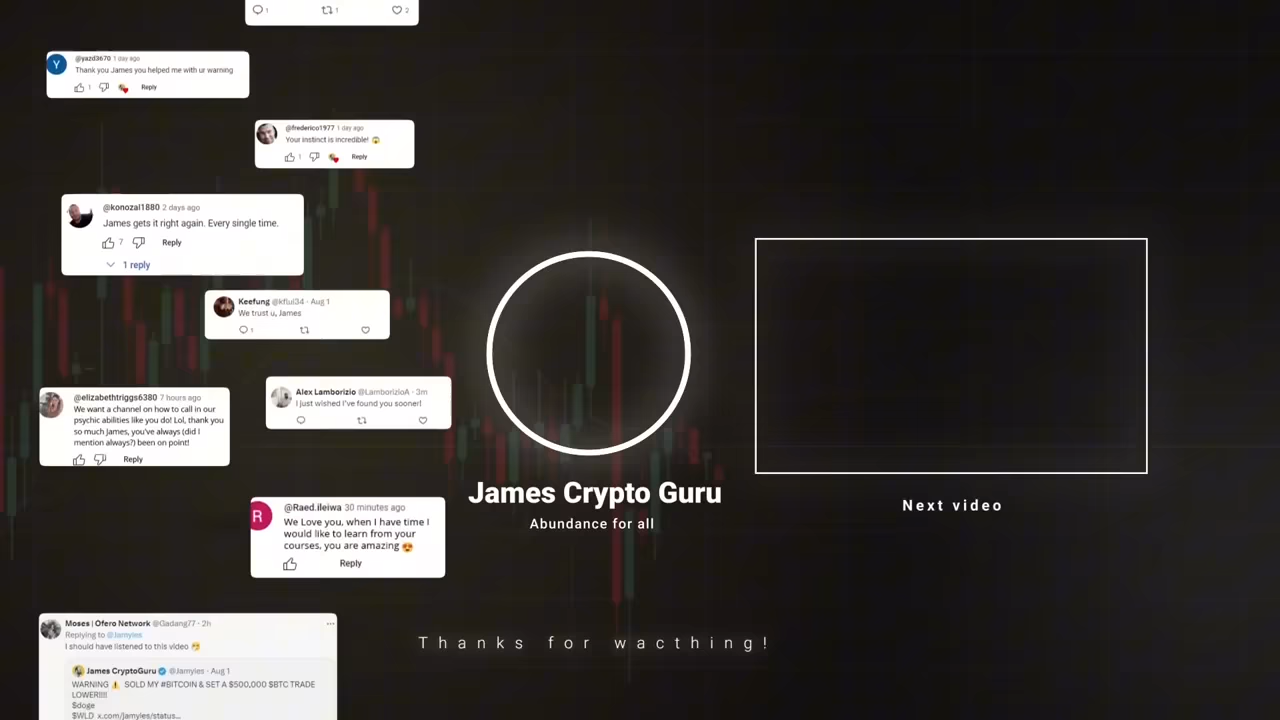 1 1 2
@yazd3670 1 day ago
Thank you James you helped me with ur warning
1 Reply
@frederico1977 1 day ago
Your instinct is incredible! 😱
1 Reply
@konozal1880 2 days ago
James gets it right again. Every single time.
7 Reply
1 reply
Keefung @kflui34 · Aug 1
We trust u, James
1
Alex Lamborizio @LamborizioA · 3m
I just wished I've found you sooner!
@elizabethtriggs6380 7 hours ago
We want a channel on how to call in our
psychic abilities like you do! Lol, thank you
so much James, you've always (did I
mention always?) been on point!
Reply
R
@Raed.ileiwa 30 minutes ago
We Love you, when I have time I
would like to learn from your
courses, you are amazing 😍
Reply
Moses | Ofero Network @Gadang77 · 2h
Replying to @Jamyies
I should have listened to this video 🤔
James CryptoGuru @Jamyies · Aug 1
WARNING ⚠️ SOLD MY #BITCOIN & SET A $500,000 $BTC TRADE
LOWER!!!!
$doge
$WLD x.com/jamyles/status...
Y
James Crypto Guru
Abundance for all
Next video
Thanks for wacthing!